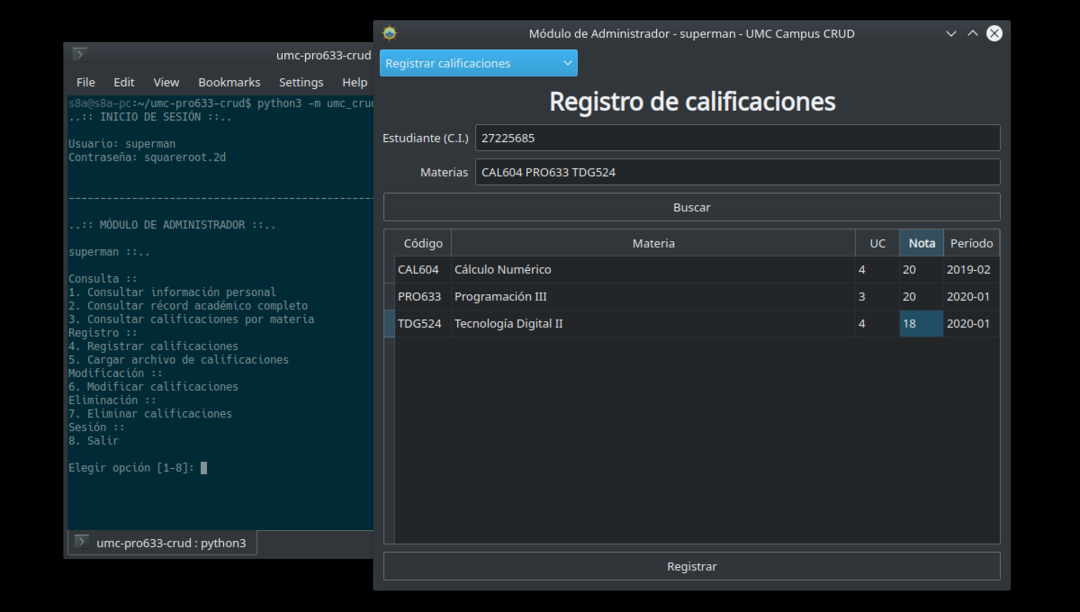 umc-pro633-crud
File Edit View Bookmarks Settings Help
s8a@s8a-pc:~/umc-pro633-crud$ python3 -m umc_crud
..:: INICIO DE SESIÓN ::..
Usuario: superman
Contraseña: squareroot.2d
------------------------------------------------
..:: MÓDULO DE ADMINISTRADOR ::..
superman ::..
Consulta ::
1. Consultar información personal
2. Consultar récord académico completo
3. Consultar calificaciones por materia
Registro ::
4. Registrar calificaciones
5. Cargar archivo de calificaciones
Modificación ::
6. Modificar calificaciones
Eliminación ::
7. Eliminar calificaciones
Sesión ::
8. Salir
Elegir opción [1-8]:
umc-pro633-crud : python3
Módulo de Administrador - superman - UMC Campus CRUD
Registrar calificaciones
Registro de calificaciones
Estudiante (C.I.) 27225685
Materias CAL604 PRO633 TDG524
Buscar
Código Materia UC Nota Período
CAL604 Cálculo Numérico 4 20 2019-02
PRO633 Programación III 3 20 2020-01
TDG524 Tecnología Digital II 4 18 2020-01
Registrar